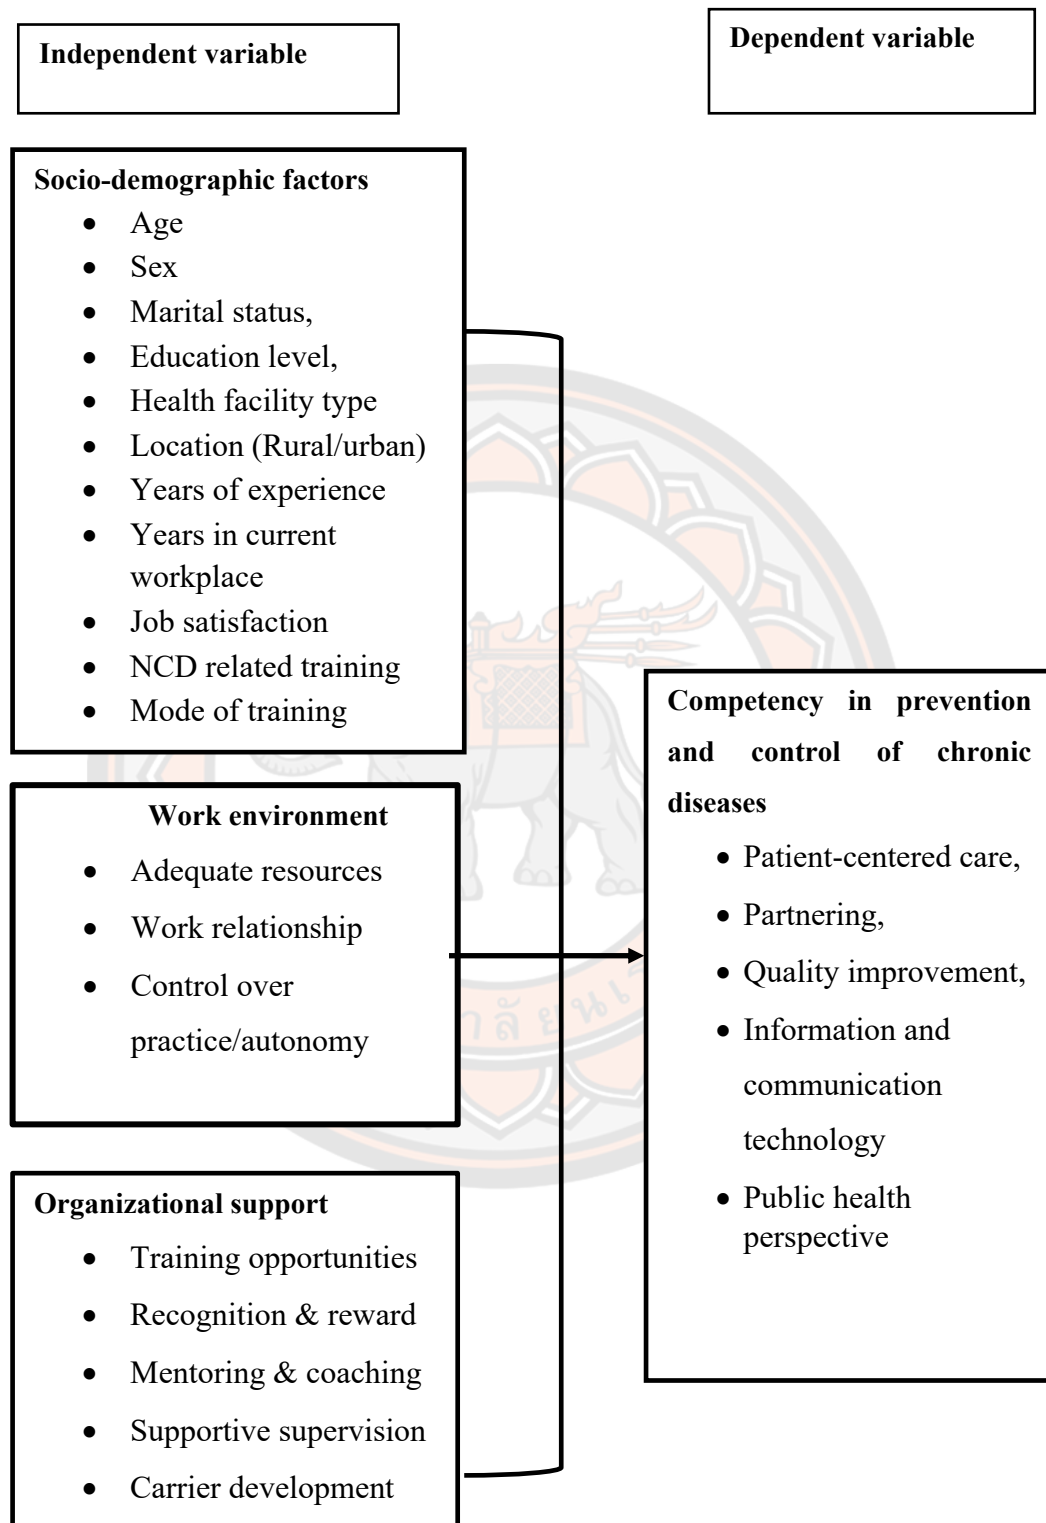 Independent variable
Dependent variable
Socio-demographic factors
• Age
• Sex
• Marital status,
• Education level,
• Health facility type
• Location (Rural/urban)
• Years of experience
• Years in current
workplace
• Job satisfaction
• NCD related training
• Mode of training
Work environment
• Adequate resources
• Work relationship
• Control over
practice/autonomy
Organizational support
• Training opportunities
• Recognition & reward
• Mentoring & coaching
• Supportive supervision
• Carrier development
Competency in prevention
and control of chronic
diseases
• Patient-centered care,
• Partnering,
• Quality improvement,
• Information and
communication
technology
• Public health
perspective